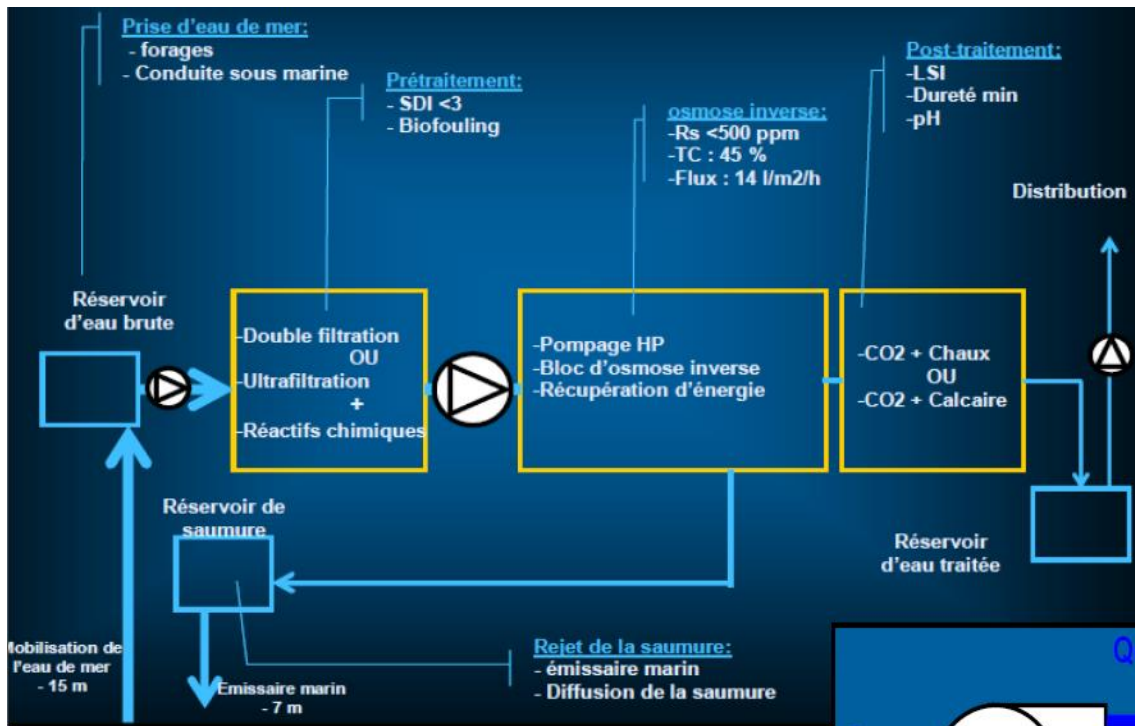 Prise d'eau de mer:
- forages
- Conduite sous marine
Prétraitement:
- SDI <3
- Biofouling
osmose inverse:
-Rs <500 ppm
-TC : 45 %
-Flux : 14 l/m2/h
Post-traitement:
-LSI
-Dureté min
-pH
Distribution
Réservoir
d'eau brute
-Double filtration
OU
-Ultrafiltration
+
-Réactifs chimiques
-Pompage HP
-Bloc d'osmose inverse
-Récupération d'énergie
-CO2 + Chaux
OU
-CO2 + Calcaire
Réservoir de
saumure
Réservoir
d'eau traitée
Mobilisation de
l'eau de mer
- 15 m
Emissaire marin
- 7 m
Rejet de la saumure:
- émissaire marin
- Diffusion de la saumure
Q